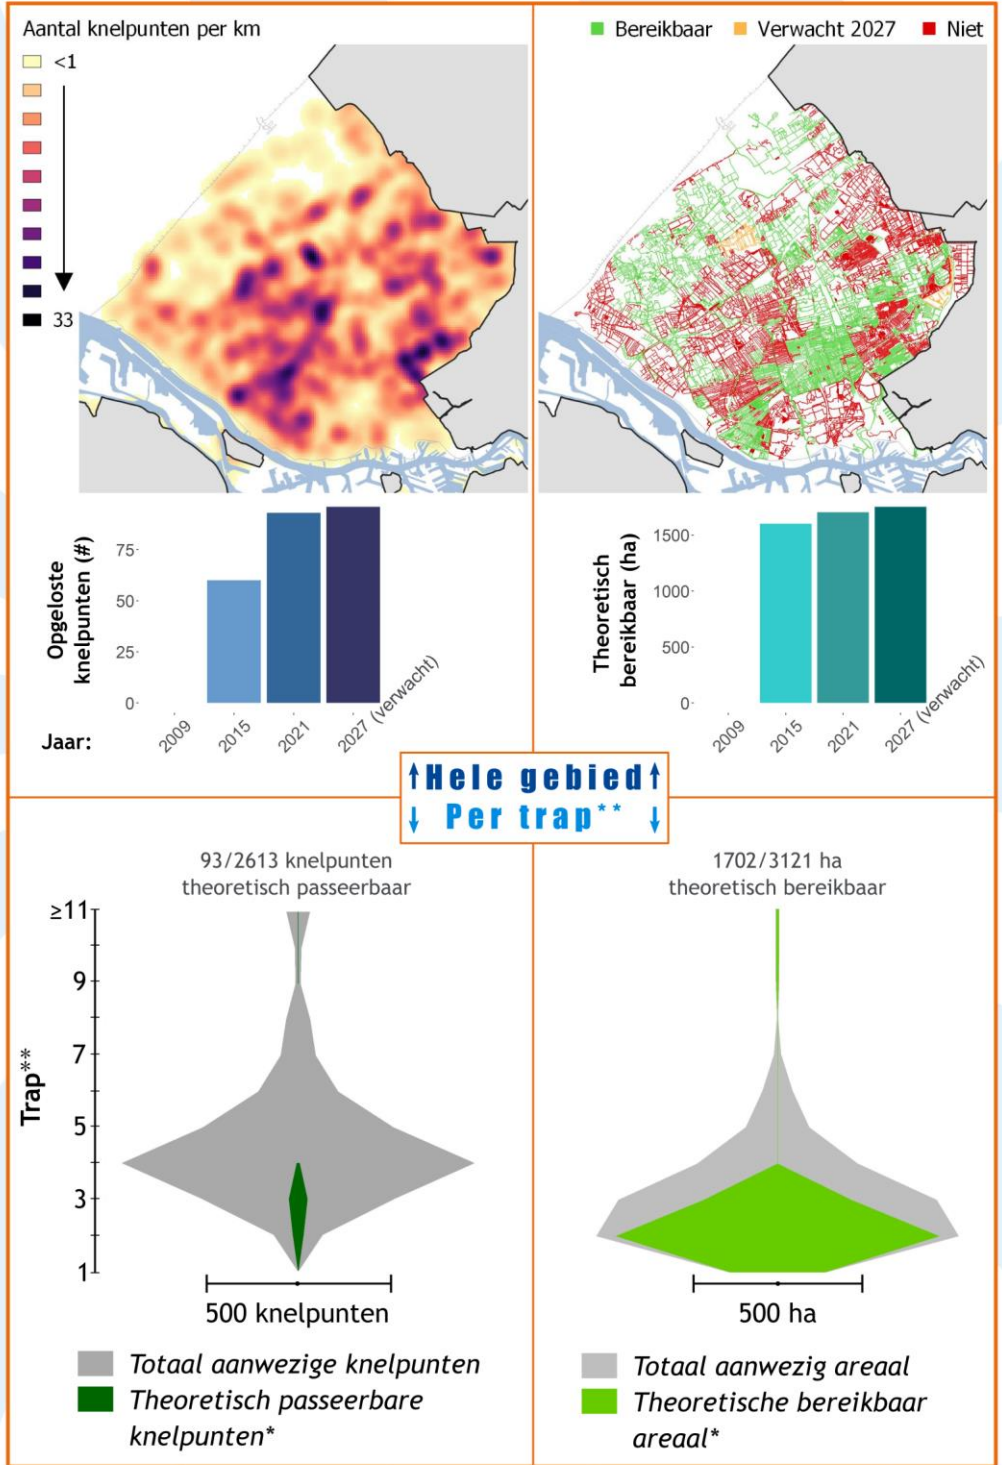 Aantal knelpunten per km
<1
33
Bereikbaar Verwacht 2027 Niet
Opgeloste
knelpunten (#)
75
50
25
0
Jaar:
2009
2015
2021
2027 (verwacht)
Theoretisch
bereikbaar (ha)
1500
1000
500
0
2009
2015
2021
2027 (verwacht)
↑Hele gebied↑
↓ Per trap** ↓
93/2613 knelpunten
theoretisch passeerbaar
Trap**
≥11
9
7
5
3
1
500 knelpunten
Totaal aanwezige knelpunten
Theoretisch passeerbare
knelpunten*
1702/3121 ha
theoretisch bereikbaar
500 ha
Totaal aanwezig areaal
Theoretische bereikbaar
areaal*